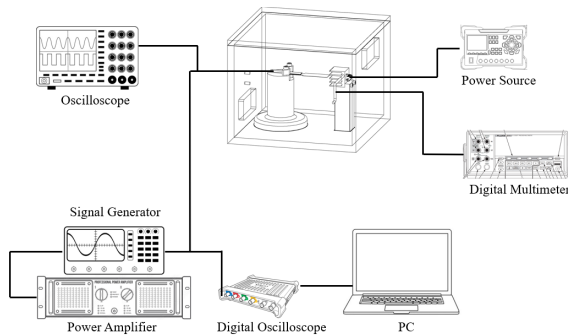 Oscilloscope
Power Source
Digital Multimeter
Signal Generator
PROFESSIONAL POWER AMPLIFIER
Power Amplifier
Digital Oscilloscope
PC